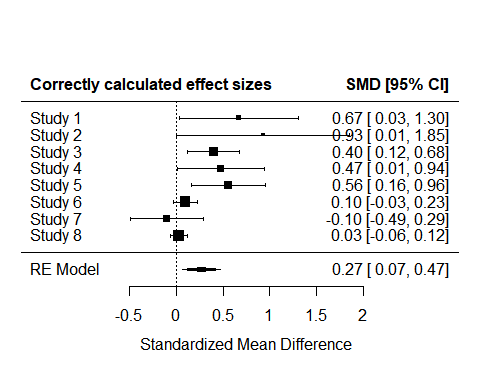 Correctly calculated effect sizes SMD [95% CI]
Study 1 0.67 [ 0.03, 1.30]
Study 2 0.93 [ 0.01, 1.85]
Study 3 0.40 [ 0.12, 0.68]
Study 4 0.47 [ 0.01, 0.94]
Study 5 0.56 [ 0.16, 0.96]
Study 6 0.10 [-0.03, 0.23]
Study 7 -0.10 [-0.49, 0.29]
Study 8 0.03 [-0.06, 0.12]
RE Model 0.27 [ 0.07, 0.47]
-0.5 0 0.5 1 1.5 2
Standardized Mean Difference